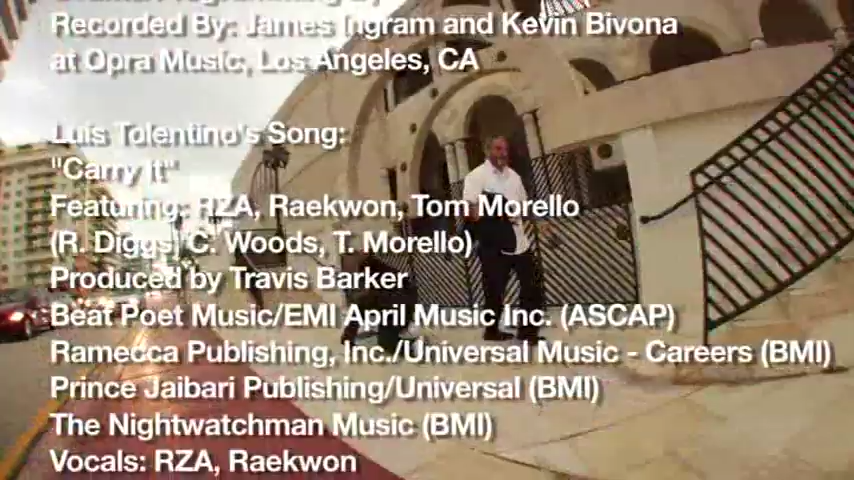 Recorded By: James Ingram and Kevin Bivona
at Opra Music, Los Angeles, CA
Luis Tolentino's Song:
"Carry It"
Featuring: RZA, Raekwon, Tom Morello
(R. Diggs, C. Woods, T. Morello)
Produced by Travis Barker
Beat Poet Music/EMI April Music Inc. (ASCAP)
Ramecca Publishing, Inc./Universal Music - Careers (BMI)
Prince Jaibari Publishing/Universal (BMI)
The Nightwatchman Music (BMI)
Vocals: RZA, Raekwon